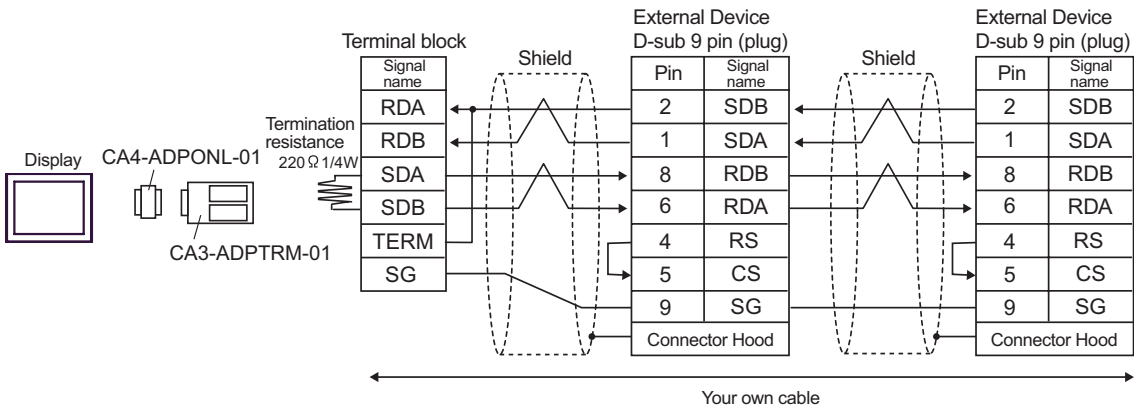 External Device
D-sub 9 pin (plug)
External Device
D-sub 9 pin (plug)
Terminal block
Shield
Shield
Signal name
Pin
Signal name
Pin
Signal name
RDA
2
SDB
2
SDB
Termination resistance
220 Ω 1/4W
RDB
1
SDA
1
SDA
Display
CA4-ADPONL-01
SDA
8
RDB
8
RDB
SDB
6
RDA
6
RDA
CA3-ADPTRM-01
TERM
4
RS
4
RS
SG
5
CS
5
CS
9
SG
9
SG
Connector Hood
Connector Hood
Your own cable